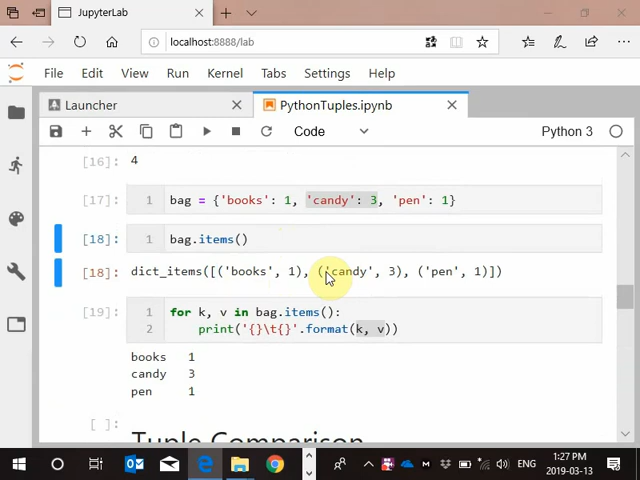 JupyterLab
localhost:8888/lab
File Edit View Run Kernel Tabs Settings Help
Launcher PythonTuples.ipynb
Code Python 3
[16]: 4
[17]: 1 bag = {'books': 1, 'candy': 3, 'pen': 1}
[18]: 1 bag.items()
[18]: dict_items([('books', 1), ('candy', 3), ('pen', 1)])
[19]: 1 for k, v in bag.items():
2 print('{}\t{}'.format(k, v))
books 1
candy 3
pen 1
[ ]: Tuple Comparison
ENG 1:27 PM
2019-03-13